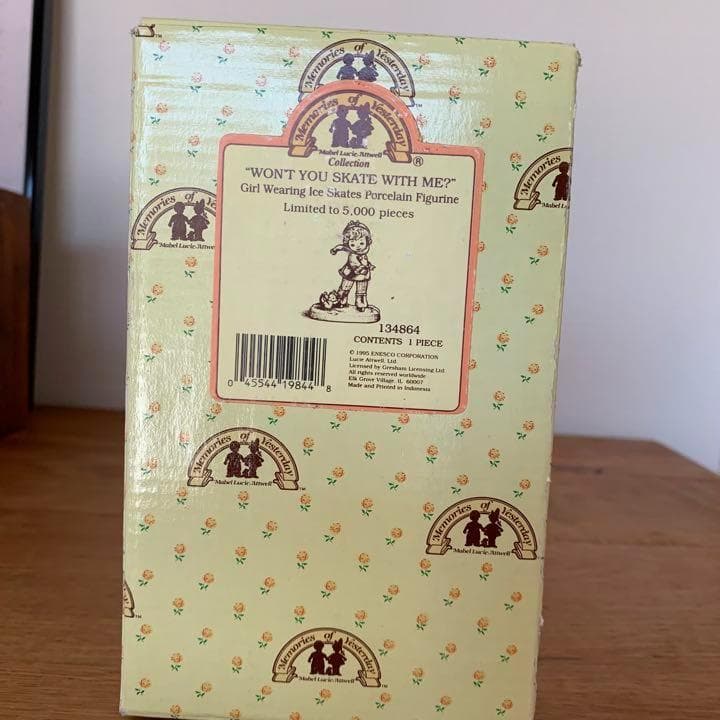 Memories of Yesterday
Memories of Yesterday
Mabel Lucie Attwell
Collection ®
"WON'T YOU SKATE WITH ME?"
Girl Wearing Ice Skates Porcelain Figurine
Limited to 5,000 pieces
134864
CONTENTS 1 PIECE
© 1995 ENESCO CORPORATION
Lucie Attwell, Ltd
Licensed by Gresham Licensing Ltd
All rights reserved worldwide
Elk Grove Village, IL 60007
Made and Printed in Indonesia
0 45544 19844 8
Memories of
Mabel Lu
Memories of Yesterday
Mabel Lucie Attwe
Memories of Yesterday
Mabel Lucie Attwell
Memories of Yesterday
Mabel Lucie Attwell
Memories of Yesterday
Mabel Lucie Attwell